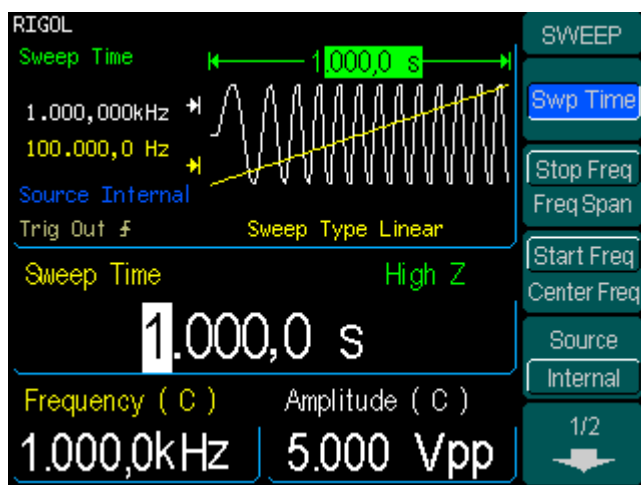 RIGOL
Sweep Time
1.000,0 s
1.000,000kHz
100.000,0 Hz
Source Internal
Trig Out
Sweep Type Linear
Sweep Time
High Z
1.000,0 s
Frequency ( C )
Amplitude ( C )
1.000,0kHz
5.000 Vpp
SWEEP
Swp Time
Stop Freq
Freq Span
Start Freq
Center Freq
Source
Internal
1/2